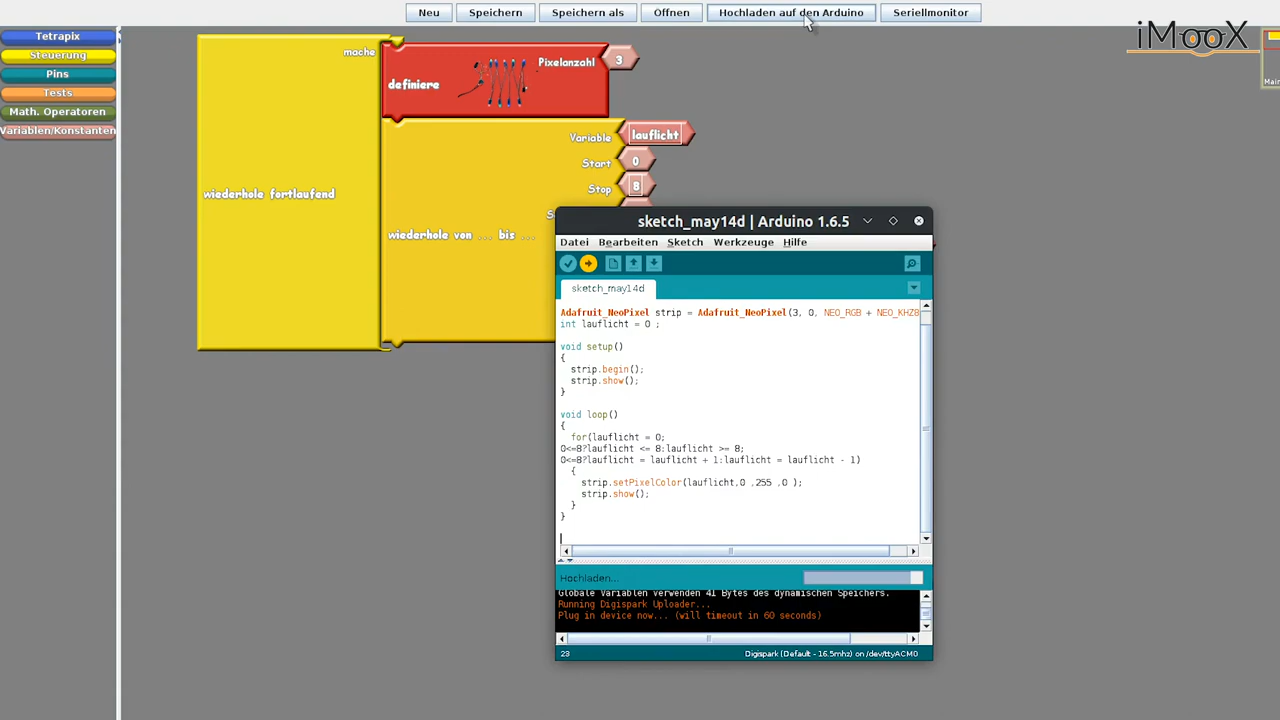 Neu Speichern Speichern als Öffnen Hochladen auf den Arduino Seriellmonitor
iMooX
Tetrapix
Steuerung
Pins
Tests
Math. Operatoren
Variablen/Konstanten
mache
Pixelanzahl 3
definiere
Variable lauflicht
Start 0
Stop 8
wiederhole fortlaufend
wiederhole von ... bis ...
sketch_may14d | Arduino 1.6.5
Datei Bearbeiten Sketch Werkzeuge Hilfe
sketch_may14d
Adafruit_NeoPixel strip = Adafruit_NeoPixel(3, 0, NEO_RGB + NEO_KHZ8
int lauflicht = 0 ;
void setup()
{
strip.begin();
strip.show();
}
void loop()
{
for(lauflicht = 0;
0<=8?lauflicht <= 8:lauflicht >= 8;
0<=8?lauflicht = lauflicht + 1:lauflicht = lauflicht - 1)
{
strip.setPixelColor(lauflicht,0 ,255 ,0 );
strip.show();
}
}
Hochladen...
Globale Variablen verwenden 41 Bytes des dynamischen Speichers.
Running Digispark Uploader...
Plug in device now... (will timeout in 60 seconds)
23 Digispark (Default - 16.5mhz) on /dev/ttyACM0